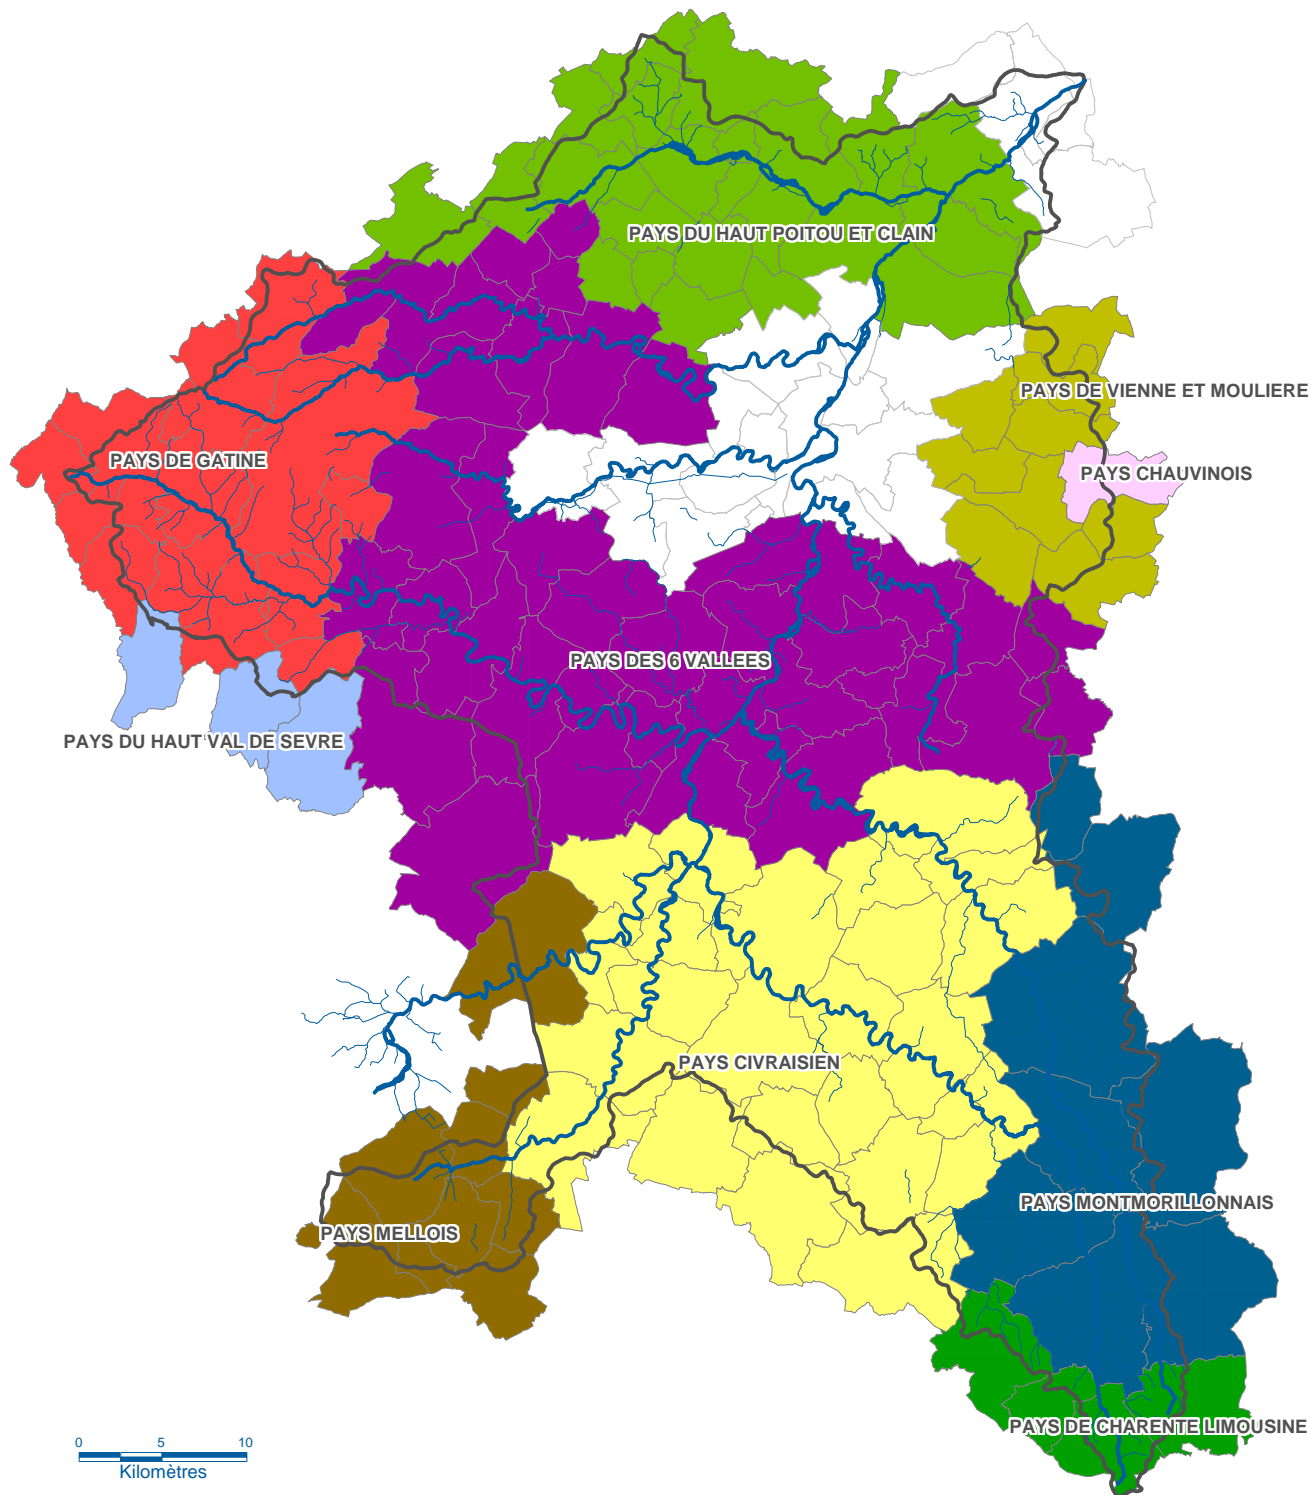 PAYS DU HAUT POITOU ET CLAIN
PAYS DE VIENNE ET MOULIERE
PAYS DE GATINE
PAYS CHAUVINOIS
PAYS DES 6 VALLEES
PAYS DU HAUT VAL DE SEVRE
PAYS CIVRAISIEN
PAYS MONTMORILLONNAIS
PAYS MELLOIS
PAYS DE CHARENTE LIMOUSINE
0 5 10
Kilomètres